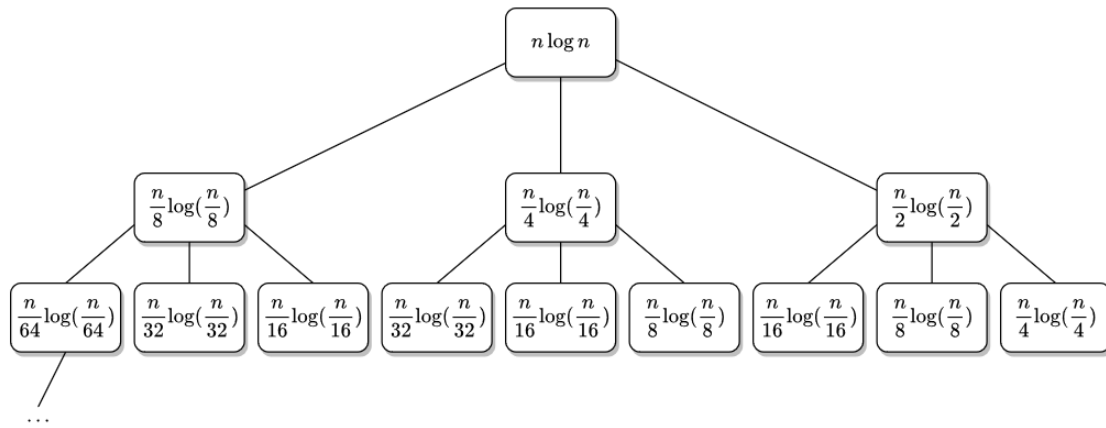 n log n
n/8 log(n/8)
n/4 log(n/4)
n/2 log(n/2)
n/64 log(n/64)
n/32 log(n/32)
n/16 log(n/16)
n/32 log(n/32)
n/16 log(n/16)
n/8 log(n/8)
n/16 log(n/16)
n/8 log(n/8)
n/4 log(n/4)
...